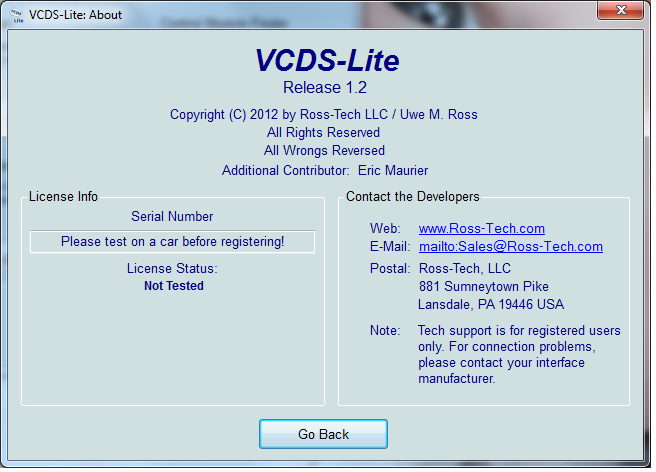 VCDS-Lite: About
VCDS-Lite
Release 1.2
Copyright (C) 2012 by Ross-Tech LLC / Uwe M. Ross
All Rights Reserved
All Wrongs Reversed
Additional Contributor: Eric Maurier
License Info
Serial Number
Please test on a car before registering!
License Status:
Not Tested
Contact the Developers
Web: www.Ross-Tech.com
E-Mail: mailto:Sales@Ross-Tech.com
Postal: Ross-Tech, LLC
881 Sumneytown Pike
Lansdale, PA 19446 USA
Note: Tech support is for registered users
only. For connection problems,
please contact your interface
manufacturer.
Go Back